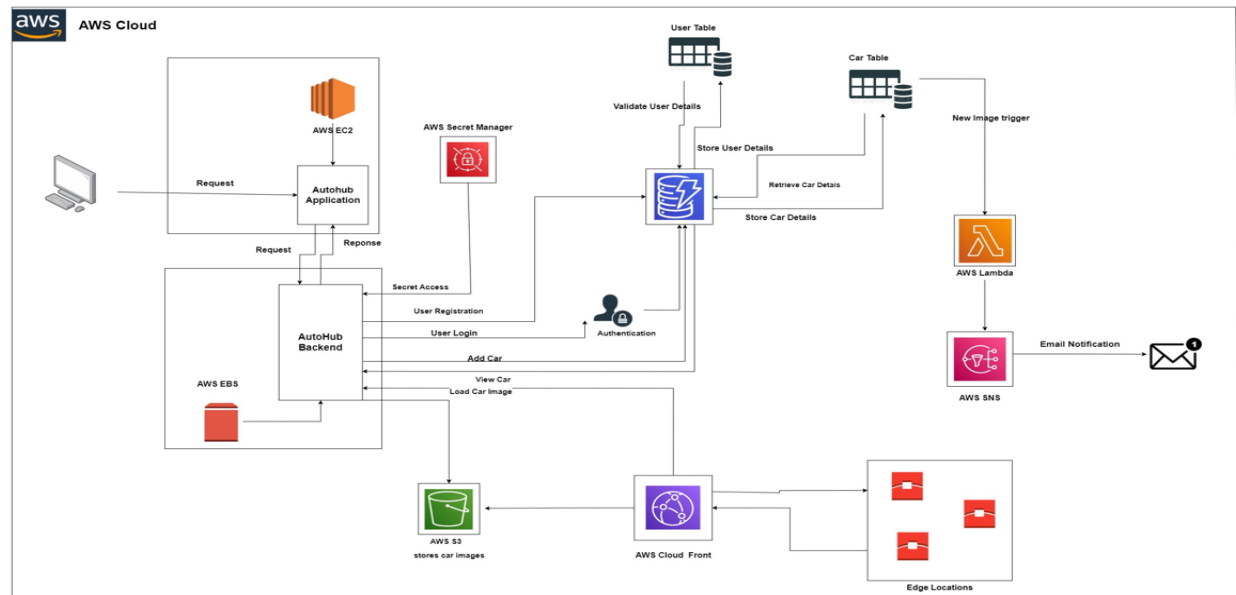 aws
AWS Cloud
User Table
Car Table
AWS EC2
Validate User Details
AWS Secret Manager
New Image trigger
Store User Details
Request
Autohub
Application
Retrieve Car Detais
Store Car Details
Request
Reponse
AWS Lambda
Secret Access
User Registration
Authentication
User Login
AutoHub
Backend
Email Notification
1
Add Car
View Car
AWS EBS
Load Car Image
AWS SNS
AWS S3
stores car images
AWS Cloud Front
Edge Locations